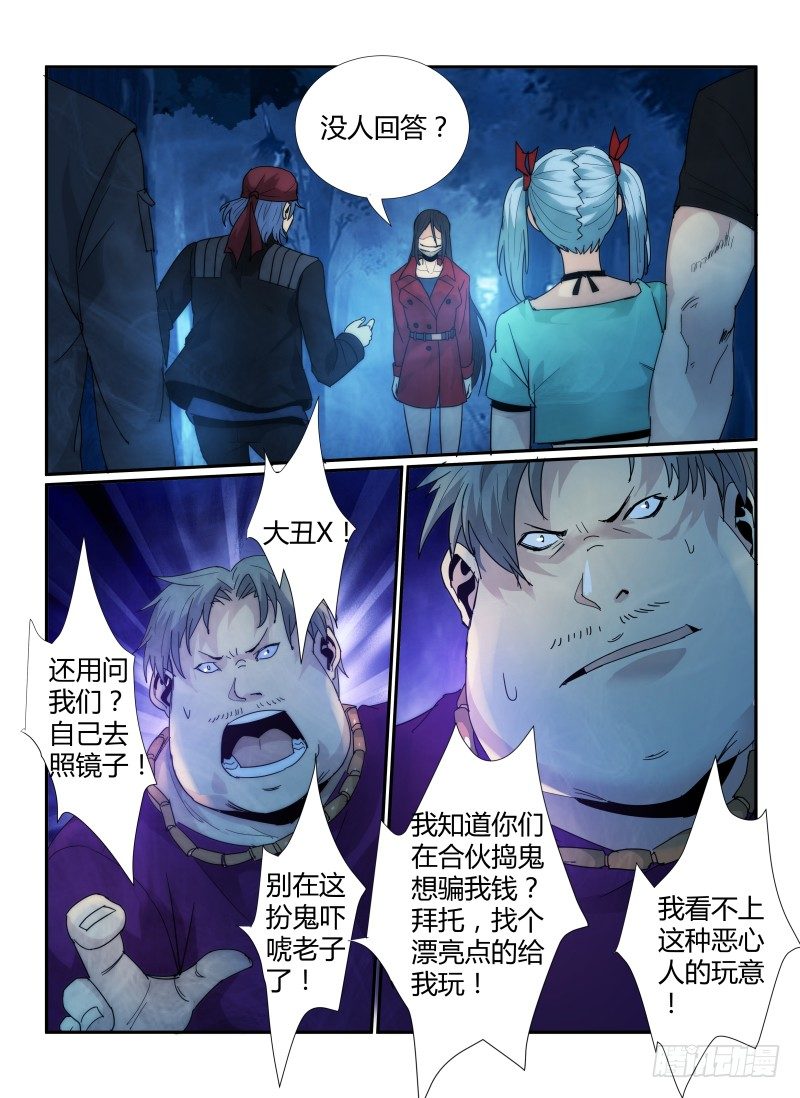 没人回答？
大丑X！
还用问
我们？
自己去
照镜子！
别在这
扮鬼吓
唬老子
了！
我知道你们
在合伙捣鬼
想骗我钱？
拜托，找个
漂亮点的给
我玩！
我看不上
这种恶心
人的玩意
！
腾讯动漫